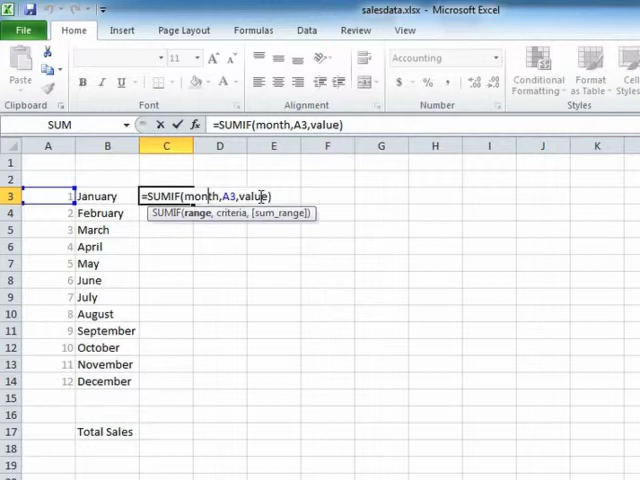 salesdata.xlsx - Microsoft Excel
File Home Insert Page Layout Formulas Data Review View
11 A A Accounting
Paste B I U A $ % , .0 .00 Conditional Formatting Format as Table Cell Styles
Clipboard Font Alignment Number
SUM =SUMIF(month,A3,value)
A B C D E F G H I J K
1
2
3 1 January =SUMIF(month,A3,value)
4 2 February SUMIF(range, criteria, [sum_range])
5 3 March
6 4 April
7 5 May
8 6 June
9 7 July
10 8 August
11 9 September
12 10 October
13 11 November
14 12 December
15
16
17 Total Sales
18
19